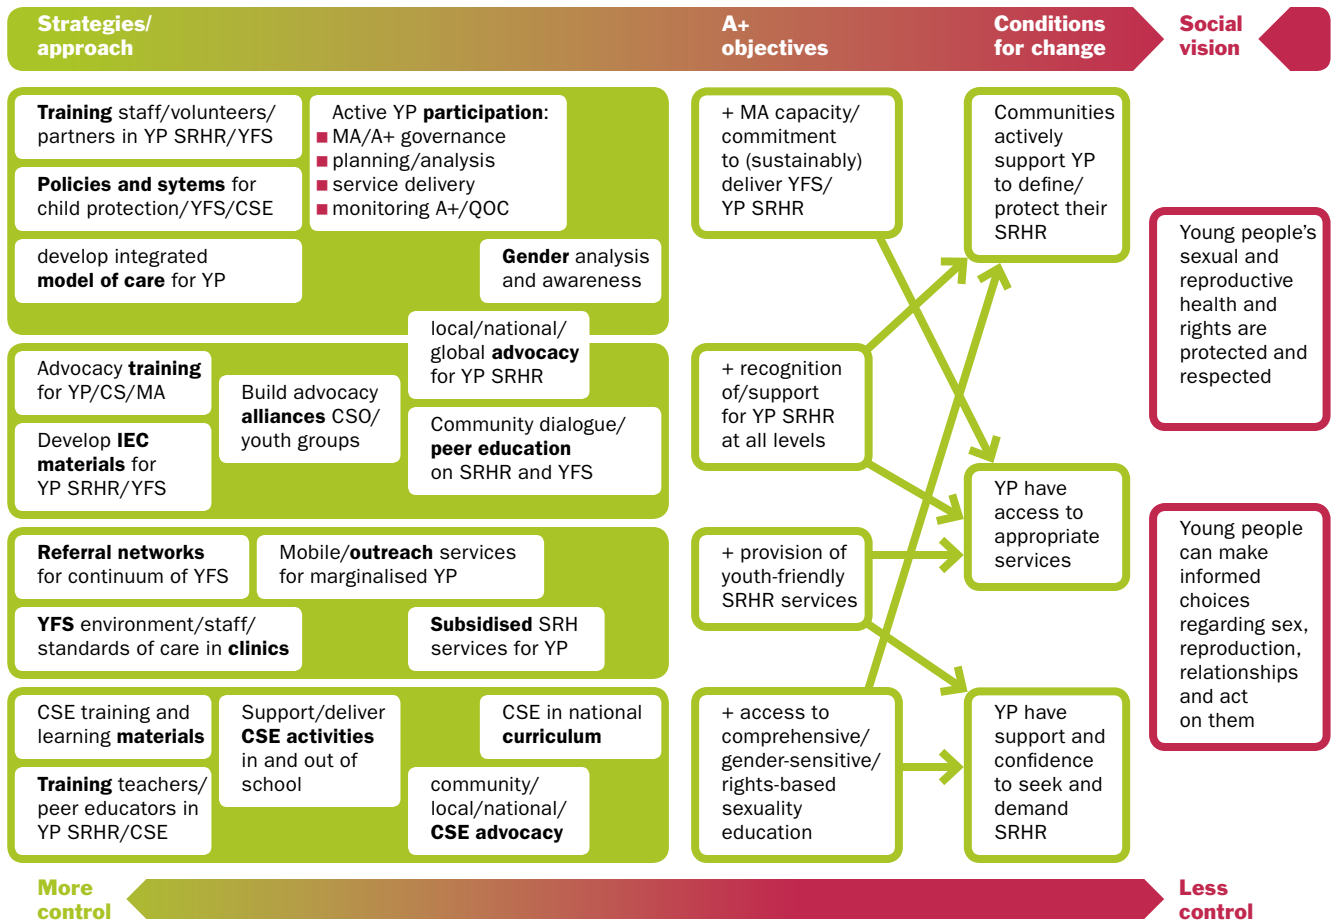 Strategies/
approach
A+
objectives
Conditions
for change
Social
vision
Training staff/volunteers/
partners in YP SRHR/YFS
Active YP participation:
MA/A+ governance
planning/analysis
service delivery
monitoring A+/QOC
Policies and sytems for
child protection/YFS/CSE
develop integrated
model of care for YP
Gender analysis
and awareness
local/national/
global advocacy
for YP SRHR
Advocacy training
for YP/CS/MA
Build advocacy
alliances CSO/
youth groups
Develop IEC
materials for
YP SRHR/YFS
Community dialogue/
peer education
on SRHR and YFS
Referral networks
for continuum of YFS
Mobile/outreach services
for marginalised YP
YFS environment/staff/
standards of care in clinics
Subsidised SRH
services for YP
CSE training and
learning materials
Support/deliver
CSE activities
in and out of
school
CSE in national
curriculum
Training teachers/
peer educators in
YP SRHR/CSE
community/
local/national/
CSE advocacy
+ MA capacity/
commitment
to (sustainably)
deliver YFS/
YP SRHR
+ recognition
of/support
for YP SRHR
at all levels
+ provision of
youth-friendly
SRHR services
+ access to
comprehensive/
gender-sensitive/
rights-based
sexuality
education
Communities
actively
support YP
to define/
protect their
SRHR
YP have
access to
appropriate
services
YP have
support and
confidence
to seek and
demand
SRHR
Young people’s
sexual and
reproductive
health and
rights are
protected and
respected
Young people
can make
informed
choices
regarding sex,
reproduction,
relationships
and act
on them
More
control
Less
control